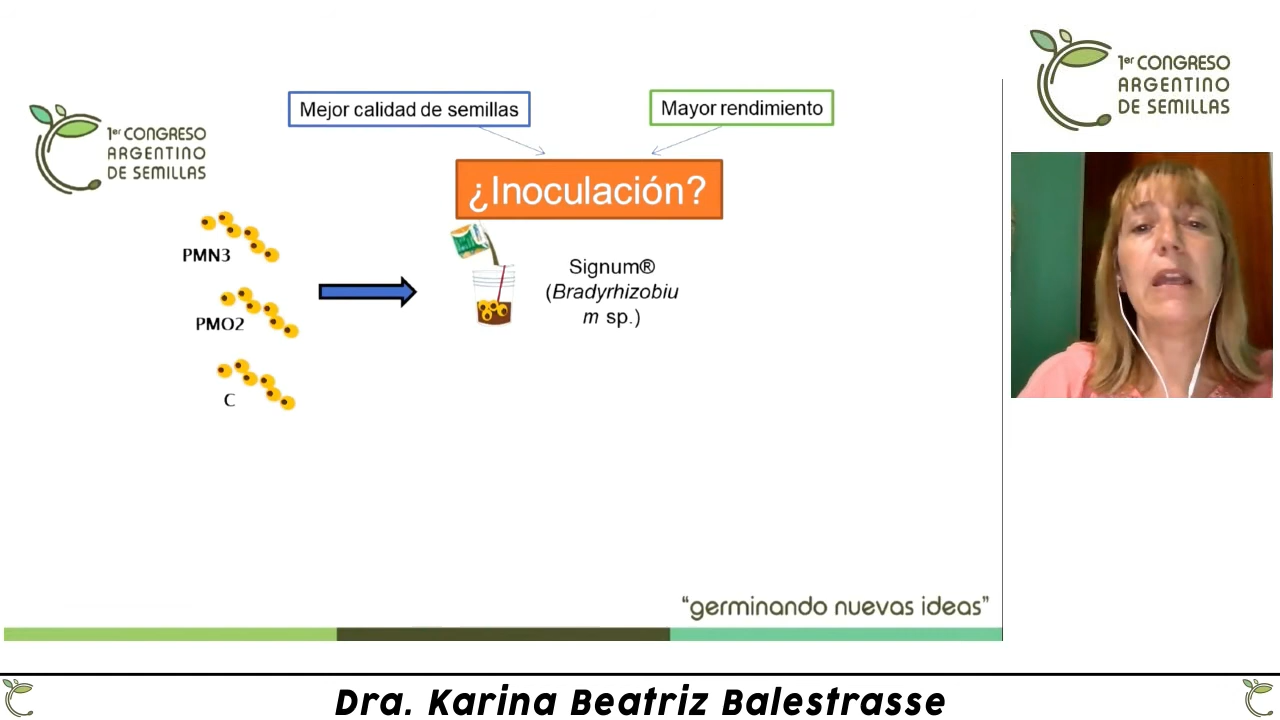 Mejor calidad de semillas
Mayor rendimiento
1er CONGRESO
ARGENTINO
DE SEMILLAS
¿Inoculación?
PMN3
PMO2
C
Signum®
(Bradyrhizobiu
m sp.)
"germinando nuevas ideas"
1er CONGRESO
ARGENTINO
DE SEMILLAS
Dra. Karina Beatriz Balestrasse